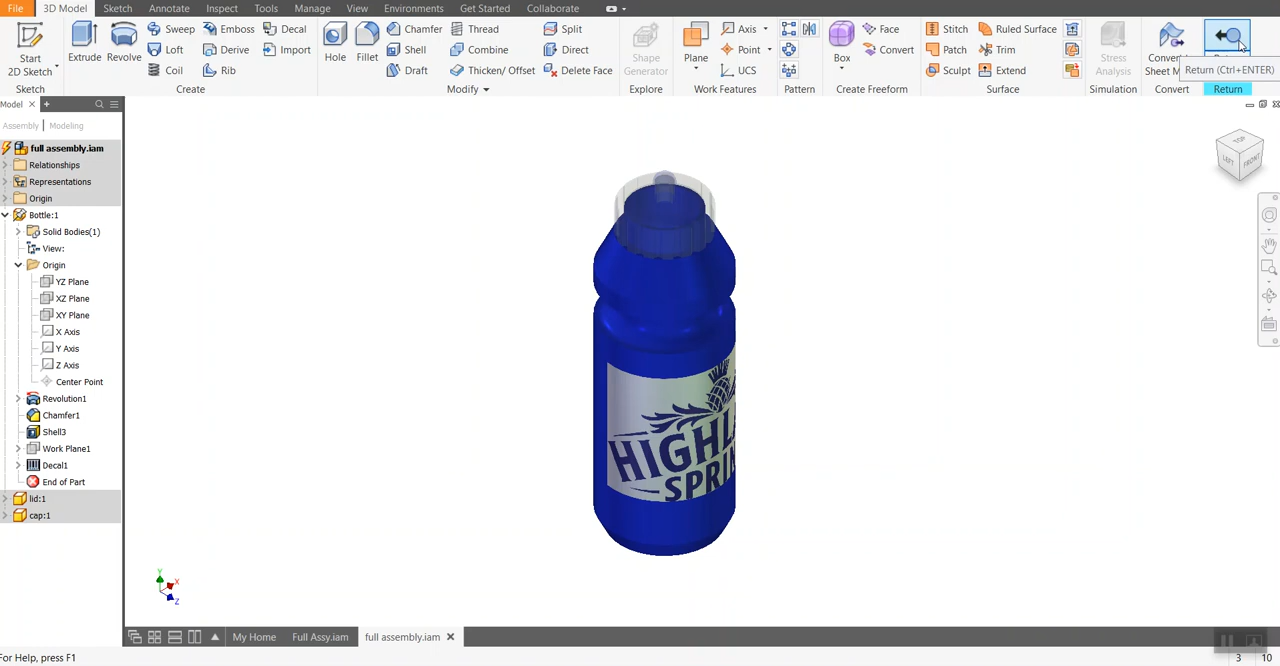 File 3D Model Sketch Annotate Inspect Tools Manage View Environments Get Started Collaborate
Start
2D Sketch
Sketch
Extrude
Revolve
Sweep
Loft
Coil
Emboss
Derive
Rib
Decal
Import
Create
Hole
Fillet
Chamfer
Shell
Draft
Thread
Combine
Thicken/ Offset
Split
Direct
Delete Face
Modify
Shape
Generator
Explore
Plane
Axis
Point
UCS
Work Features
Pattern
Box
Face
Convert
Create Freeform
Stitch
Patch
Sculpt
Ruled Surface
Trim
Extend
Surface
Stress
Analysis
Simulation
Convert
Return (Ctrl+ENTER)
Return
Model
Assembly Modeling
full assembly.iam
Relationships
Representations
Origin
Bottle:1
Solid Bodies(1)
View:
Origin
YZ Plane
XZ Plane
XY Plane
X Axis
Y Axis
Z Axis
Center Point
Revolution1
Chamfer1
Shell3
Work Plane1
Decal1
End of Part
lid:1
cap:1
TOP
LEFT
FRONT
HIGHL
SPRIN
Y
X
Z
My Home Full Assy.iam full assembly.iam
For Help, press F1 3 10